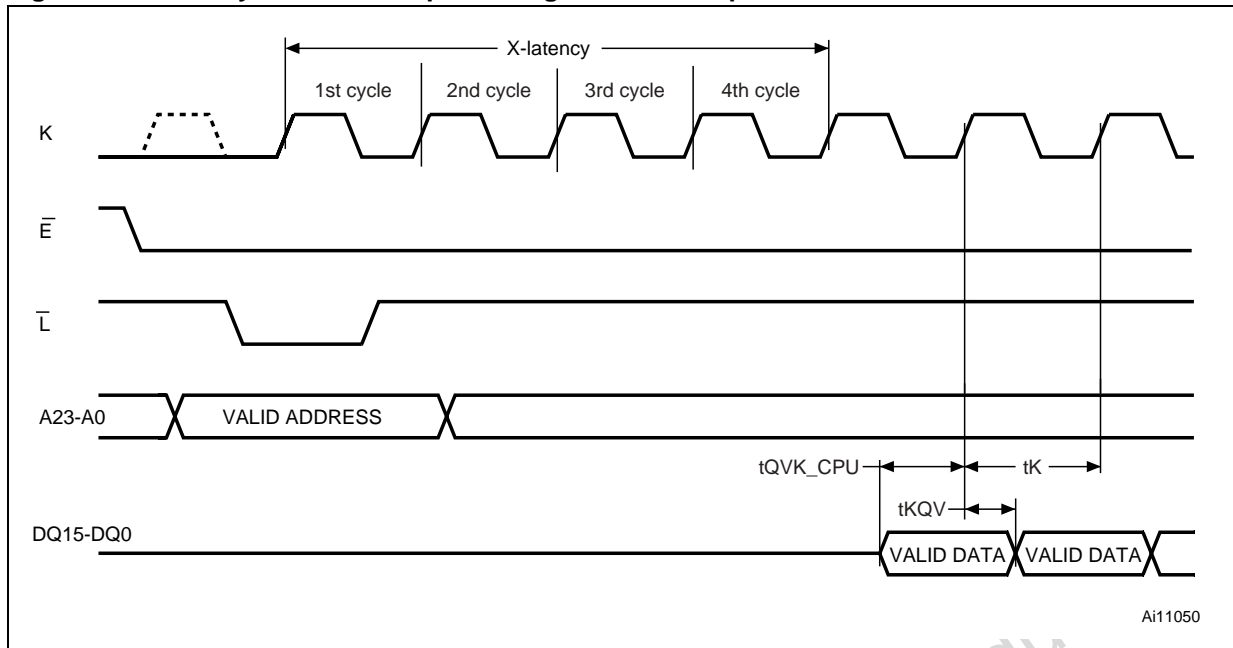 X-latency
1st cycle 2nd cycle 3rd cycle 4th cycle
K
E
L
A23-A0 VALID ADDRESS
tQVK_CPU tK
tKQV
DQ15-DQ0
VALID DATA VALID DATA
Ai11050